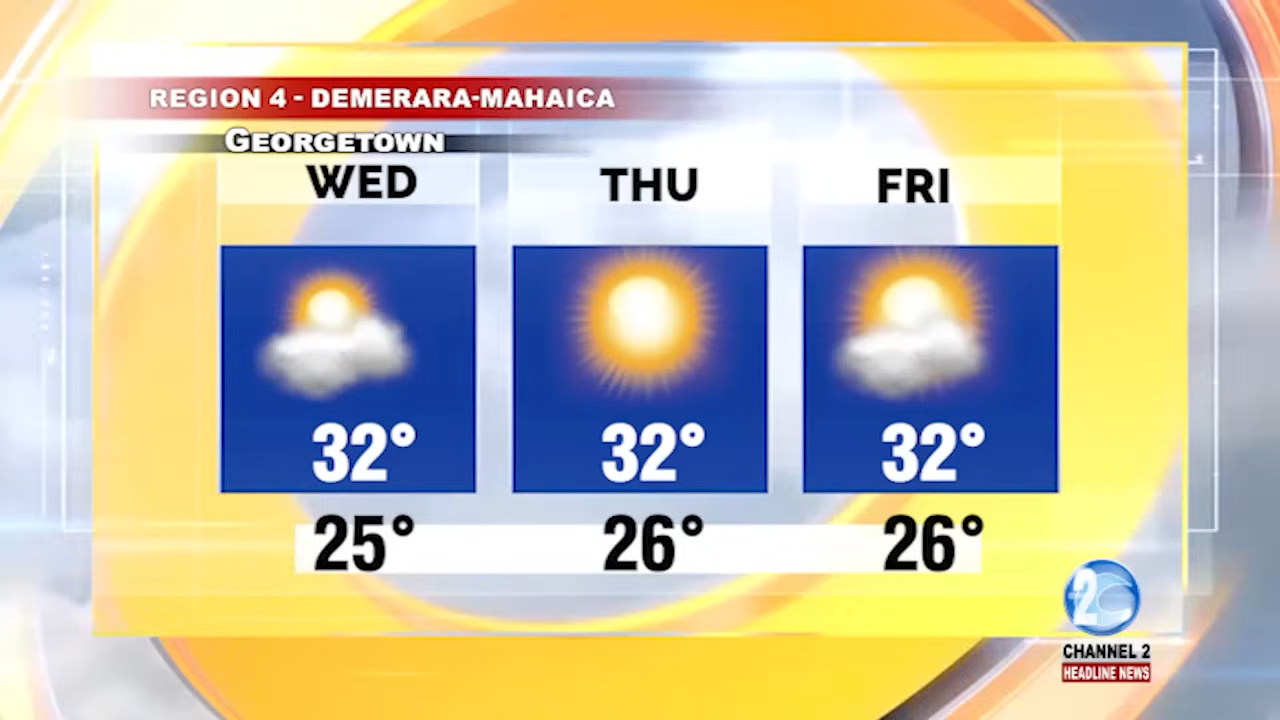 REGION 4 - DEMERARA-MAHAICA
GEORGETOWN
WED THU FRI
32° 32° 32°
25° 26° 26°
2
CHANNEL 2
HEADLINE NEWS